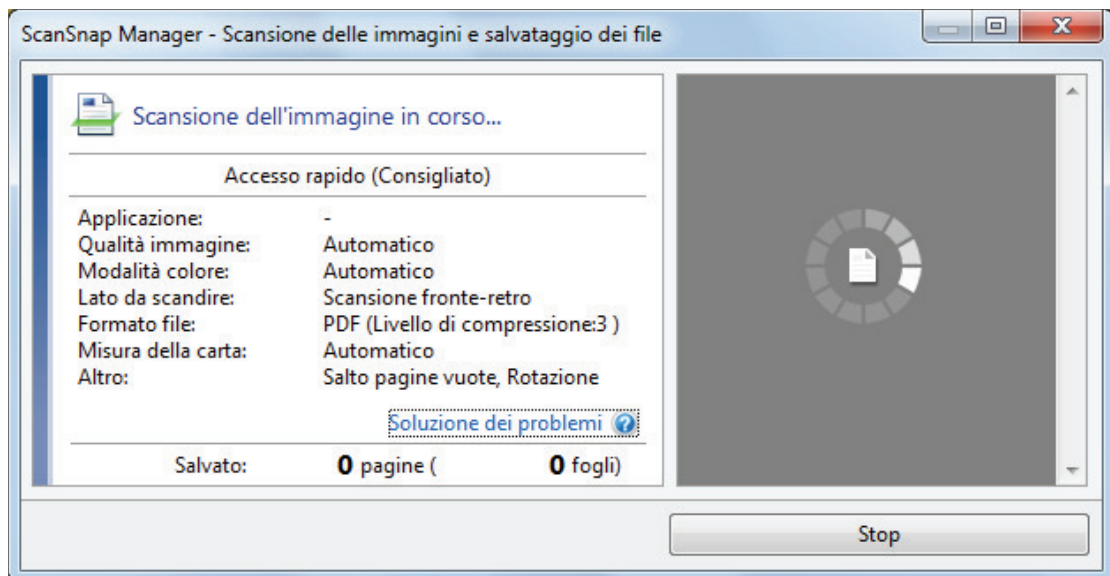 ScanSnap Manager - Scansione delle immagini e salvataggio dei file
Scansione dell'immagine in corso...
Accesso rapido (Consigliato)
Applicazione: -
Qualità immagine: Automatico
Modalità colore: Automatico
Lato da scandire: Scansione fronte-retro
Formato file: PDF (Livello di compressione:3 )
Misura della carta: Automatico
Altro: Salto pagine vuote, Rotazione
Soluzione dei problemi
Salvato: 0 pagine ( 0 fogli)
Stop